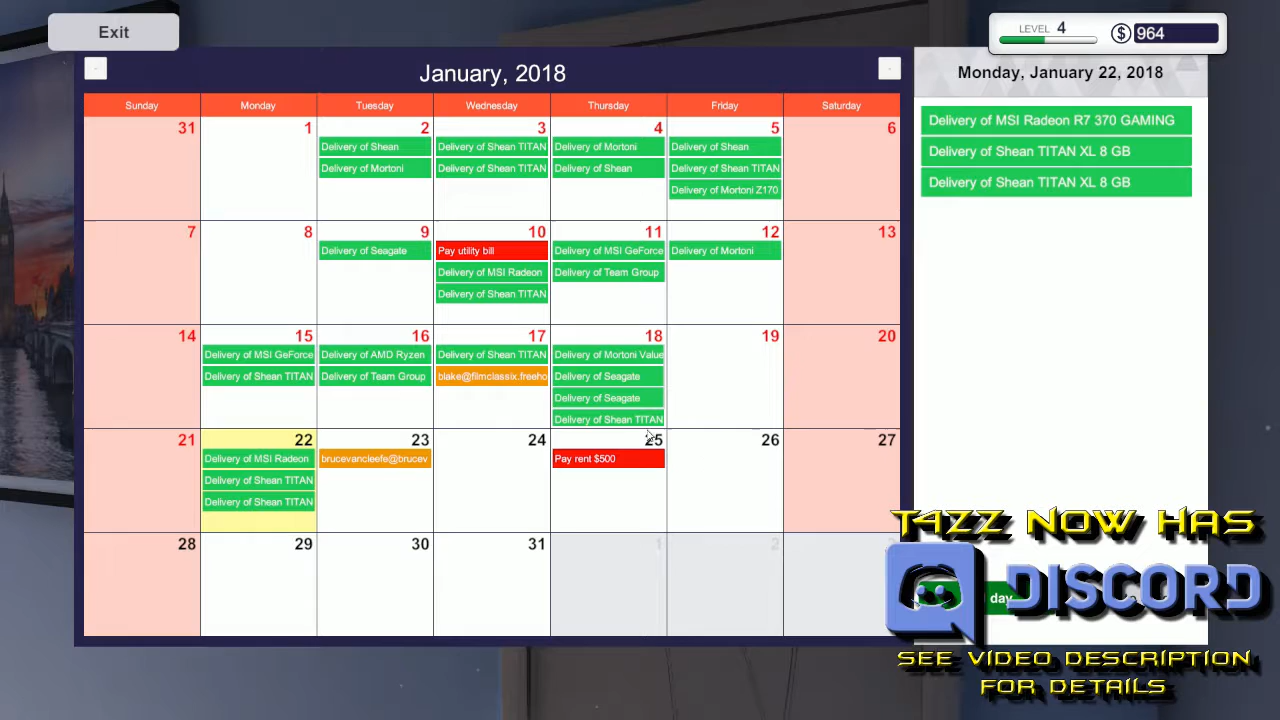 Exit
LEVEL 4
$ 964
January, 2018
Monday, January 22, 2018
Sunday Monday Tuesday Wednesday Thursday Friday Saturday
31 1 2 3 4 5 6
Delivery of Shean Delivery of Shean TITAN Delivery of Mortoni Delivery of Shean
Delivery of Mortoni Delivery of Shean TITAN Delivery of Shean Delivery of Shean TITAN
Delivery of Mortoni Z170
7 8 9 10 11 12 13
Delivery of Seagate Pay utility bill Delivery of MSI GeForce Delivery of Mortoni
Delivery of MSI Radeon Delivery of Team Group
Delivery of Shean TITAN
14 15 16 17 18 19 20
Delivery of MSI GeForce Delivery of AMD Ryzen Delivery of Shean TITAN Delivery of Mortoni Value
Delivery of Shean TITAN Delivery of Team Group blake@filmclassix.freeho Delivery of Seagate
Delivery of Seagate
Delivery of Shean TITAN
21 22 23 24 25 26 27
Delivery of MSI Radeon brucevancleefe@brucev Pay rent $500
Delivery of Shean TITAN
Delivery of Shean TITAN
28 29 30 31 1 2
Delivery of MSI Radeon R7 370 GAMING
Delivery of Shean TITAN XL 8 GB
Delivery of Shean TITAN XL 8 GB
T4ZZ NOW HAS
day
DISCORD
SEE VIDEO DESCRIPTION
FOR DETAILS